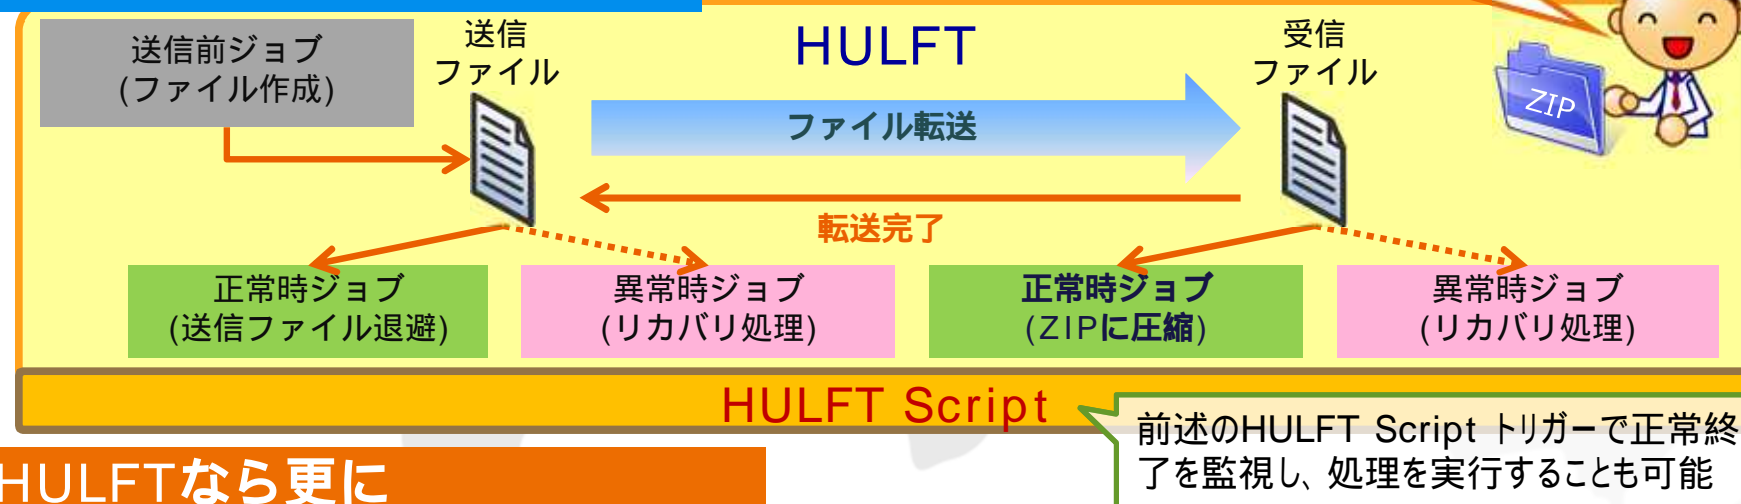 送信前ジョブ
(ファイル作成)
送信
ファイル
HULFT
受信
ファイル
ZIP
ファイル転送
転送完了
正常時ジョブ
(送信ファイル退避)
異常時ジョブ
(リカバリ処理)
正常時ジョブ
(ZIPに圧縮)
異常時ジョブ
(リカバリ処理)
HULFT Script
前述のHULFT Script トリガーで正常終
了を監視し、処理を実行することも可能
HULFTなら更に